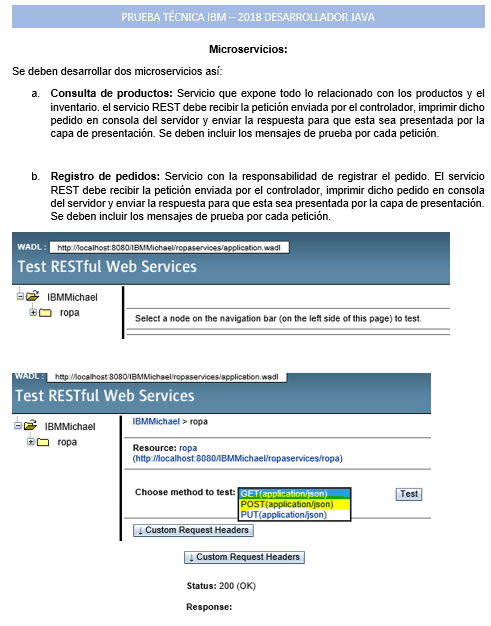 PRUEBA TÉCNICA IBM – 2018 DESARROLLADOR JAVA
Microservicios:
Se deben desarrollar dos microservicios así:
a. Consulta de productos: Servicio que expone todo lo relacionado con los productos y el
inventario. el servicio REST debe recibir la petición enviada por el controlador, imprimir dicho
pedido en consola del servidor y enviar la respuesta para que esta sea presentada por la
capa de presentación. Se deben incluir los mensajes de prueba por cada petición.
b. Registro de pedidos: Servicio con la responsabilidad de registrar el pedido. El servicio
REST debe recibir la petición enviada por el controlador, imprimir dicho pedido en consola
del servidor y enviar la respuesta para que esta sea presentada por la capa de presentación.
Se deben incluir los mensajes de prueba por cada petición.
WADL : http://localhost:8080/IBMMichael/ropaservices/application.wadl
Test RESTful Web Services
IBMMichael
ropa
Select a node on the navigation bar (on the left side of this page) to test.
WADL : http://localhost:8080/IBMMichael/ropaservices/application.wadl
Test RESTful Web Services
IBMMichael
ropa
IBMMichael > ropa
Resource: ropa
(http://localhost:8080/IBMMichael/ropaservices/ropa)
Choose method to test: GET(application/json) Test
POST(application/json)
PUT(application/json)
↓ Custom Request Headers
↓ Custom Request Headers
Status: 200 (OK)
Response: